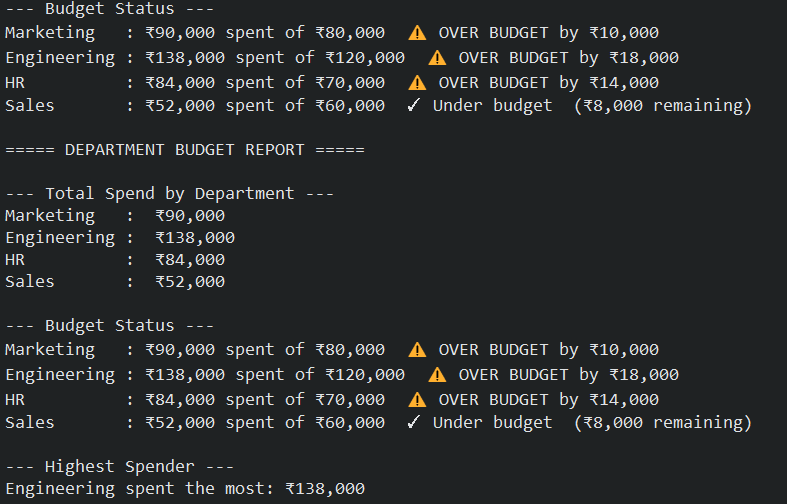 --- Budget Status ---
Marketing   : ₹90,000 spent of ₹80,000  ⚠ OVER BUDGET by ₹10,000
Engineering : ₹138,000 spent of ₹120,000  ⚠ OVER BUDGET by ₹18,000
HR          : ₹84,000 spent of ₹70,000  ⚠ OVER BUDGET by ₹14,000
Sales       : ₹52,000 spent of ₹60,000  ✓ Under budget  (₹8,000 remaining)
===== DEPARTMENT BUDGET REPORT =====
--- Total Spend by Department ---
Marketing   :  ₹90,000
Engineering :  ₹138,000
HR          :  ₹84,000
Sales       :  ₹52,000
--- Budget Status ---
Marketing   : ₹90,000 spent of ₹80,000  ⚠ OVER BUDGET by ₹10,000
Engineering : ₹138,000 spent of ₹120,000  ⚠ OVER BUDGET by ₹18,000
HR          : ₹84,000 spent of ₹70,000  ⚠ OVER BUDGET by ₹14,000
Sales       : ₹52,000 spent of ₹60,000  ✓ Under budget  (₹8,000 remaining)
--- Highest Spender ---
Engineering spent the most: ₹138,000